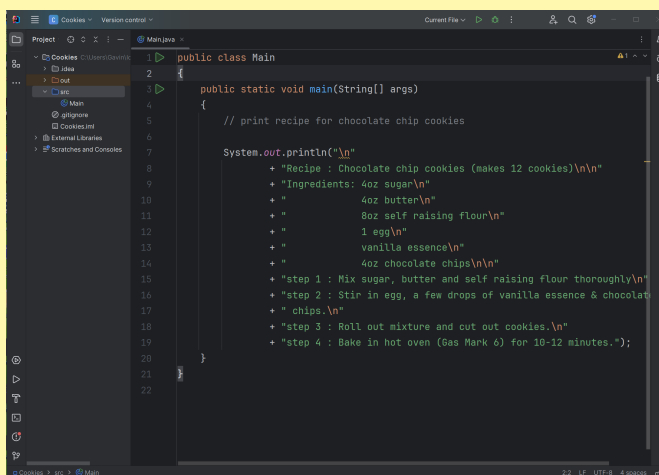 Cookies
Version control
Current File
Project
Main.java
Cookies C:\Users\Gavin\
.idea
out
src
Main
.gitignore
Cookies.iml
External Libraries
Scratches and Consoles
1 public class Main
2 {
3 public static void main(String[] args)
4 {
5 // print recipe for chocolate chip cookies
6
7 System.out.println("\n"
8 + "Recipe : Chocolate chip cookies (makes 12 cookies)\n\n"
9 + "Ingredients: 4oz sugar\n"
10 + " 4oz butter\n"
11 + " 8oz self raising flour\n"
12 + " 1 egg\n"
13 + " vanilla essence\n"
14 + " 4oz chocolate chips\n\n"
15 + "step 1 : Mix sugar, butter and self raising flour thoroughly\n"
16 + "step 2 : Stir in egg, a few drops of vanilla essence & chocolat
17 + " chips.\n"
18 + "step 3 : Roll out mixture and cut out cookies.\n"
19 + "step 4 : Bake in hot oven (Gas Mark 6) for 10-12 minutes.");
20 }
21 }
22
1
Cookies > src > Main
2:2 LF UTF-8 4 spaces